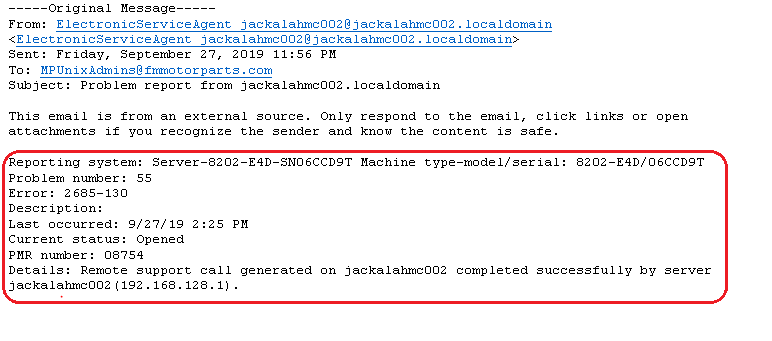 -----Original Message-----
From: ElectronicServiceAgent jackalahmc002@jackalahmc002.localdomain
<ElectronicServiceAgent jackalahmc002@jackalahmc002.localdomain>
Sent: Friday, September 27, 2019 11:56 PM
To: MPUnixAdmins@fmmotorparts.com
Subject: Problem report from jackalahmc002.localdomain
This email is from an external source. Only respond to the email, click links or open
attachments if you recognize the sender and know the content is safe.
Reporting system: Server-8202-E4D-SN06CCD9T Machine type-model/serial: 8202-E4D/06CCD9T
Problem number: 55
Error: 2685-130
Description:
Last occurred: 9/27/19 2:25 PM
Current status: Opened
PMR number: 08754
Details: Remote support call generated on jackalahmc002 completed successfully by server
jackalahmc002(192.168.128.1).